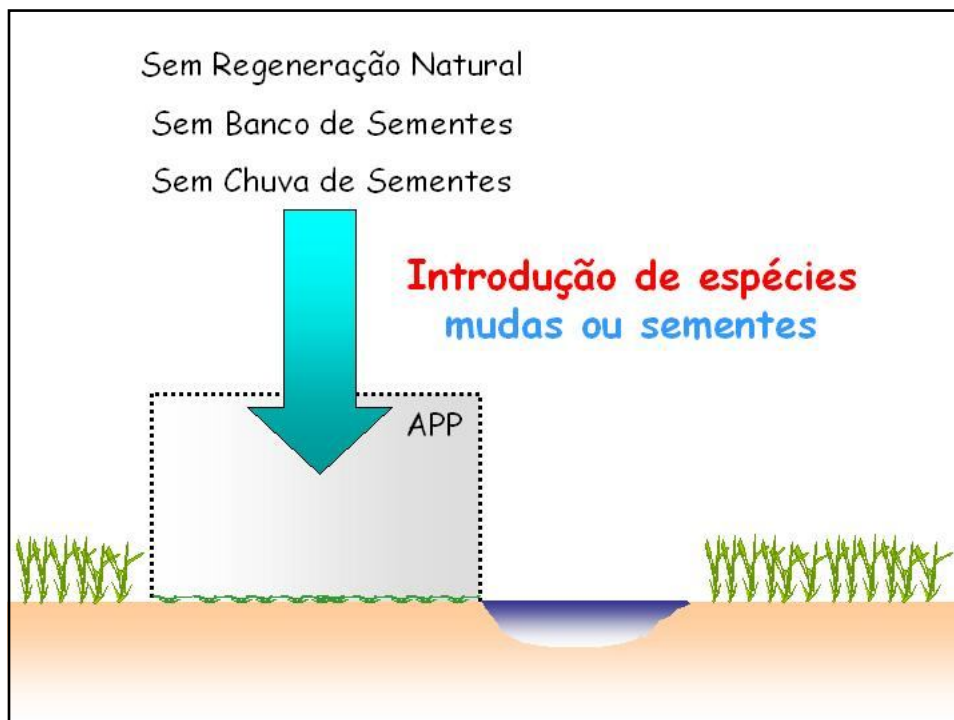 Sem Regeneração Natural
Sem Banco de Sementes
Sem Chuva de Sementes
Introdução de espécies
mudas ou sementes
APP